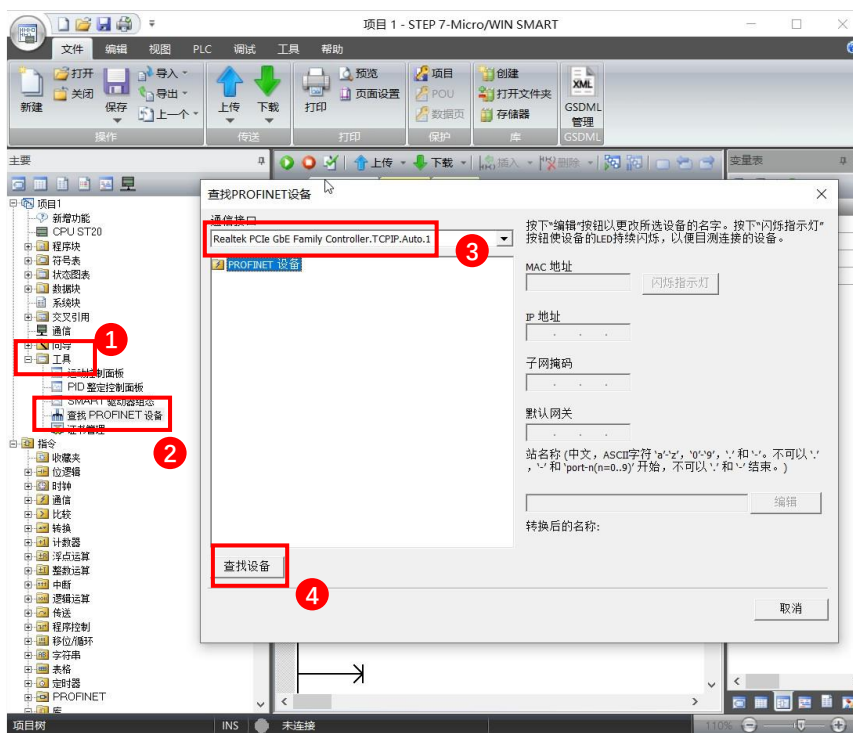 项目 1 - STEP 7-Micro/WIN SMART
文件 编辑 视图 PLC 调试 工具 帮助
新建
打开
关闭
保存
导入
导出
上一个
操作
上传
下载
传送
打印
预览
页面设置
打印
项目
POU
数据页
保护
创建
打开文件夹
存储器
库
XML
GSDML
管理
GSDML
主要
上传 下载 插入 删除
变量表
项目1
新增功能
CPU ST20
程序块
符号表
状态图表
数据块
系统块
交叉引用
通信
向导
工具
运动控制面板
PID 整定控制面板
SMART 驱动器组态
查找 PROFINET 设备
证书管理
指令
收藏夹
位逻辑
时钟
通信
比较
转换
计数器
浮点运算
整数运算
中断
逻辑运算
传送
程序控制
移位/循环
字符串
表格
定时器
PROFINET
库
1
2
查找PROFINET设备
通信接口
Realtek PCIe GbE Family Controller.TCPIP.Auto.1
3
PROFINET 设备
查找设备
4
按下"编辑"按钮以更改所选设备的名字。按下"闪烁指示灯"
按钮使设备的LED持续闪烁，以便目测连接的设备。
MAC 地址
闪烁指示灯
IP 地址
子网掩码
默认网关
站名称 (中文，ASCII字符 'a'-'z'，'0'-'9'，'.' 和 '-'。不可以 '.'
，'-' 和 'port-n(n=0..9)' 开始，不可以 '.' 和 '-' 结束。)
编辑
转换后的名称:
取消
项目树
INS
未连接
110%